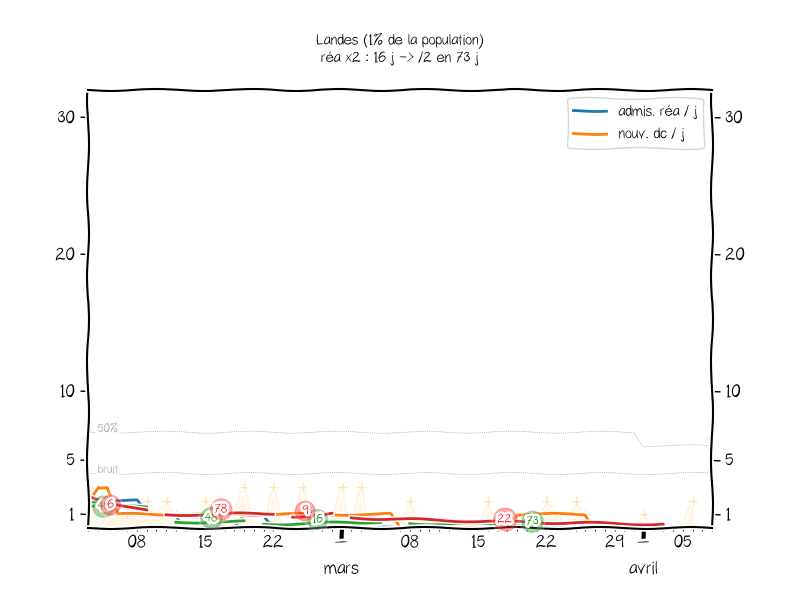 Landes (1% de la population)
réa x2 : 16 j -> /2 en 73 j
admis. réa / j
nouv. dc / j
30 30
20 20
10 10
50%
5 5
bruit
6 78 9 16 22 73
1 1
08 15 22 08 15 22 29 05
mars avril